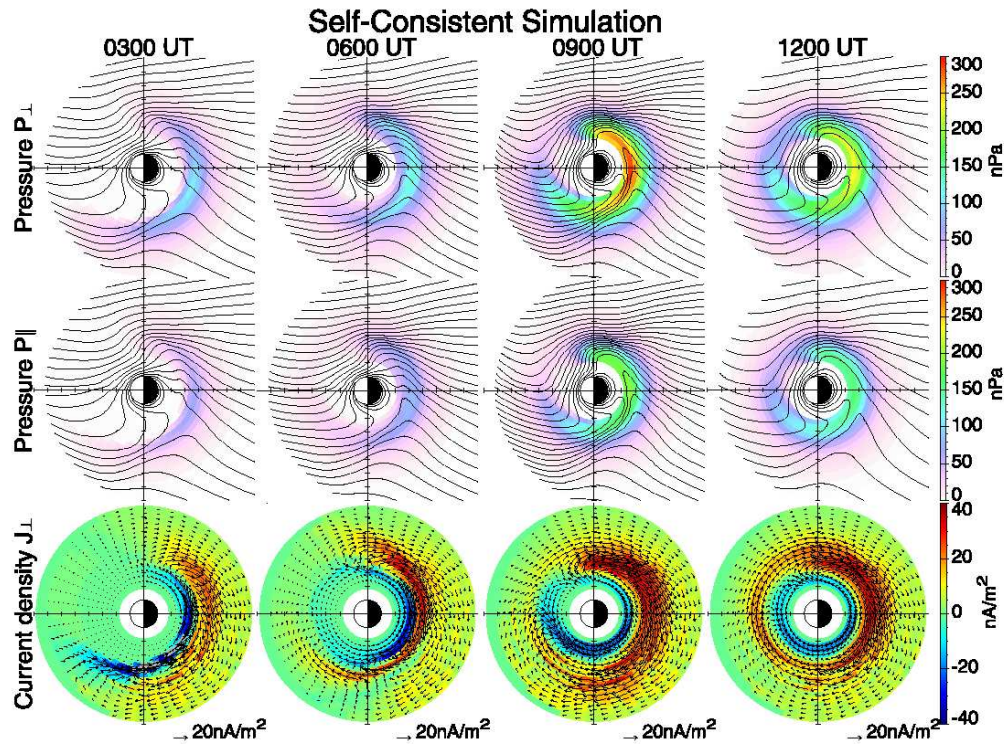 Self-Consistent Simulation
0300 UT 0600 UT 0900 UT 1200 UT
Pressure P⊥
300
250
200
150
100
50
0
nPa
Pressure P∥
300
250
200
150
100
50
0
nPa
Current density J⊥
40
20
0
-20
-40
nA/m²
→ 20nA/m² → 20nA/m² → 20nA/m² → 20nA/m²